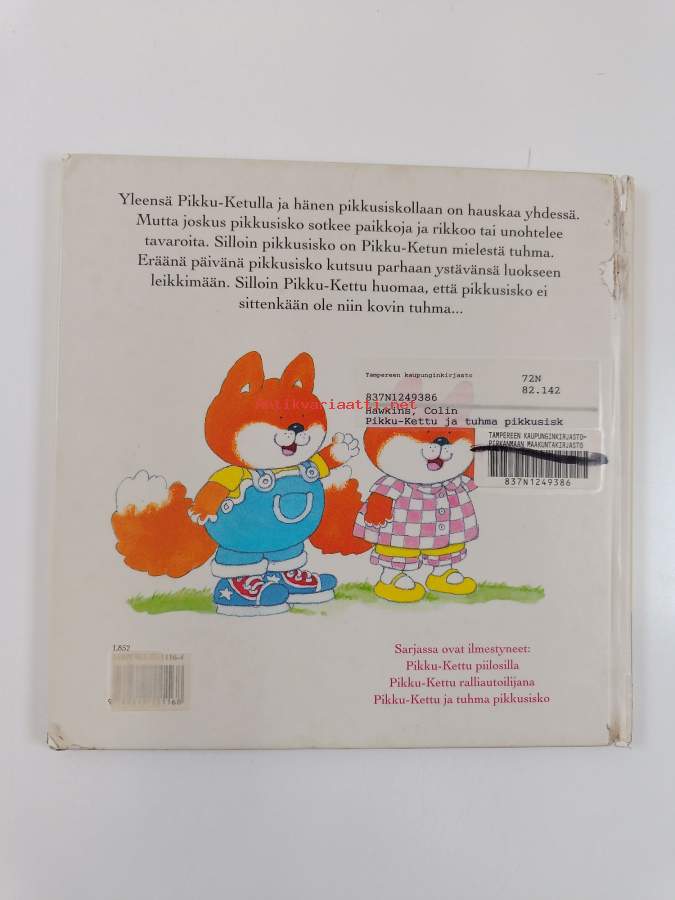 Yleensä Pikku-Ketulla ja hänen pikkusiskollaan on hauskaa yhdessä.
Mutta joskus pikkusisko sotkee paikkoja ja rikkoo tai unohtelee
tavaroita. Silloin pikkusisko on Pikku-Ketun mielestä tuhma.
Eräänä päivänä pikkusisko kutsuu parhaan ystävänsä luokseen
leikkimään. Silloin Pikku-Kettu huomaa, että pikkusisko ei
sittenkään ole niin kovin tuhma...
Tampereen kaupunginkirjasto
72N
82.142
837N1249386
Antikvariaatti.net
Hawkins, Colin
Pikku-Kettu ja tuhma pikkusisk
TAMPEREEN KAUPUNGINKIRJASTO-
PIRKANMAAN MAAKUNTAKIRJASTO
837N1249386
L852
Sarjassa ovat ilmestyneet:
Pikku-Kettu piilosilla
Pikku-Kettu ralliautoilijana
Pikku-Kettu ja tuhma pikkusisko